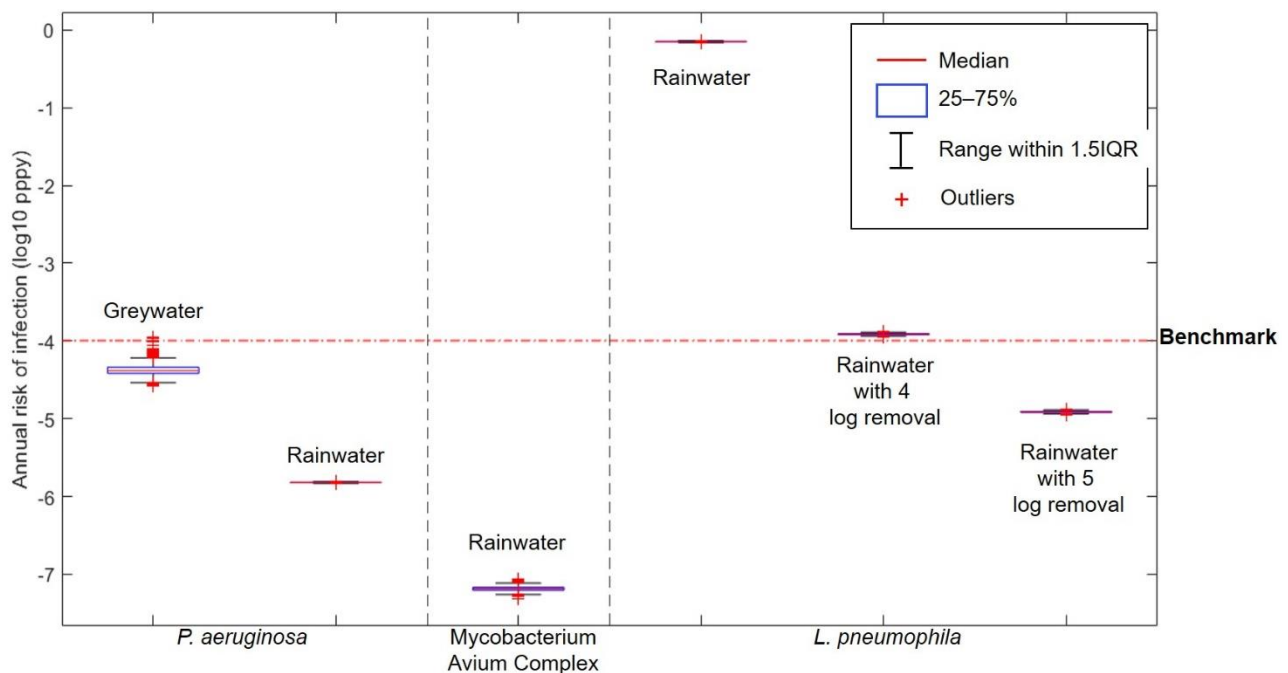 Annual risk of infection (log10 pppy)
0
-1
-2
-3
-4
-5
-6
-7
Median
25–75%
Range within 1.5IQR
Outliers
Rainwater
Greywater
Benchmark
Rainwater
with 4
log removal
Rainwater
Rainwater
with 5
log removal
Rainwater
P. aeruginosa
Mycobacterium
Avium Complex
L. pneumophila